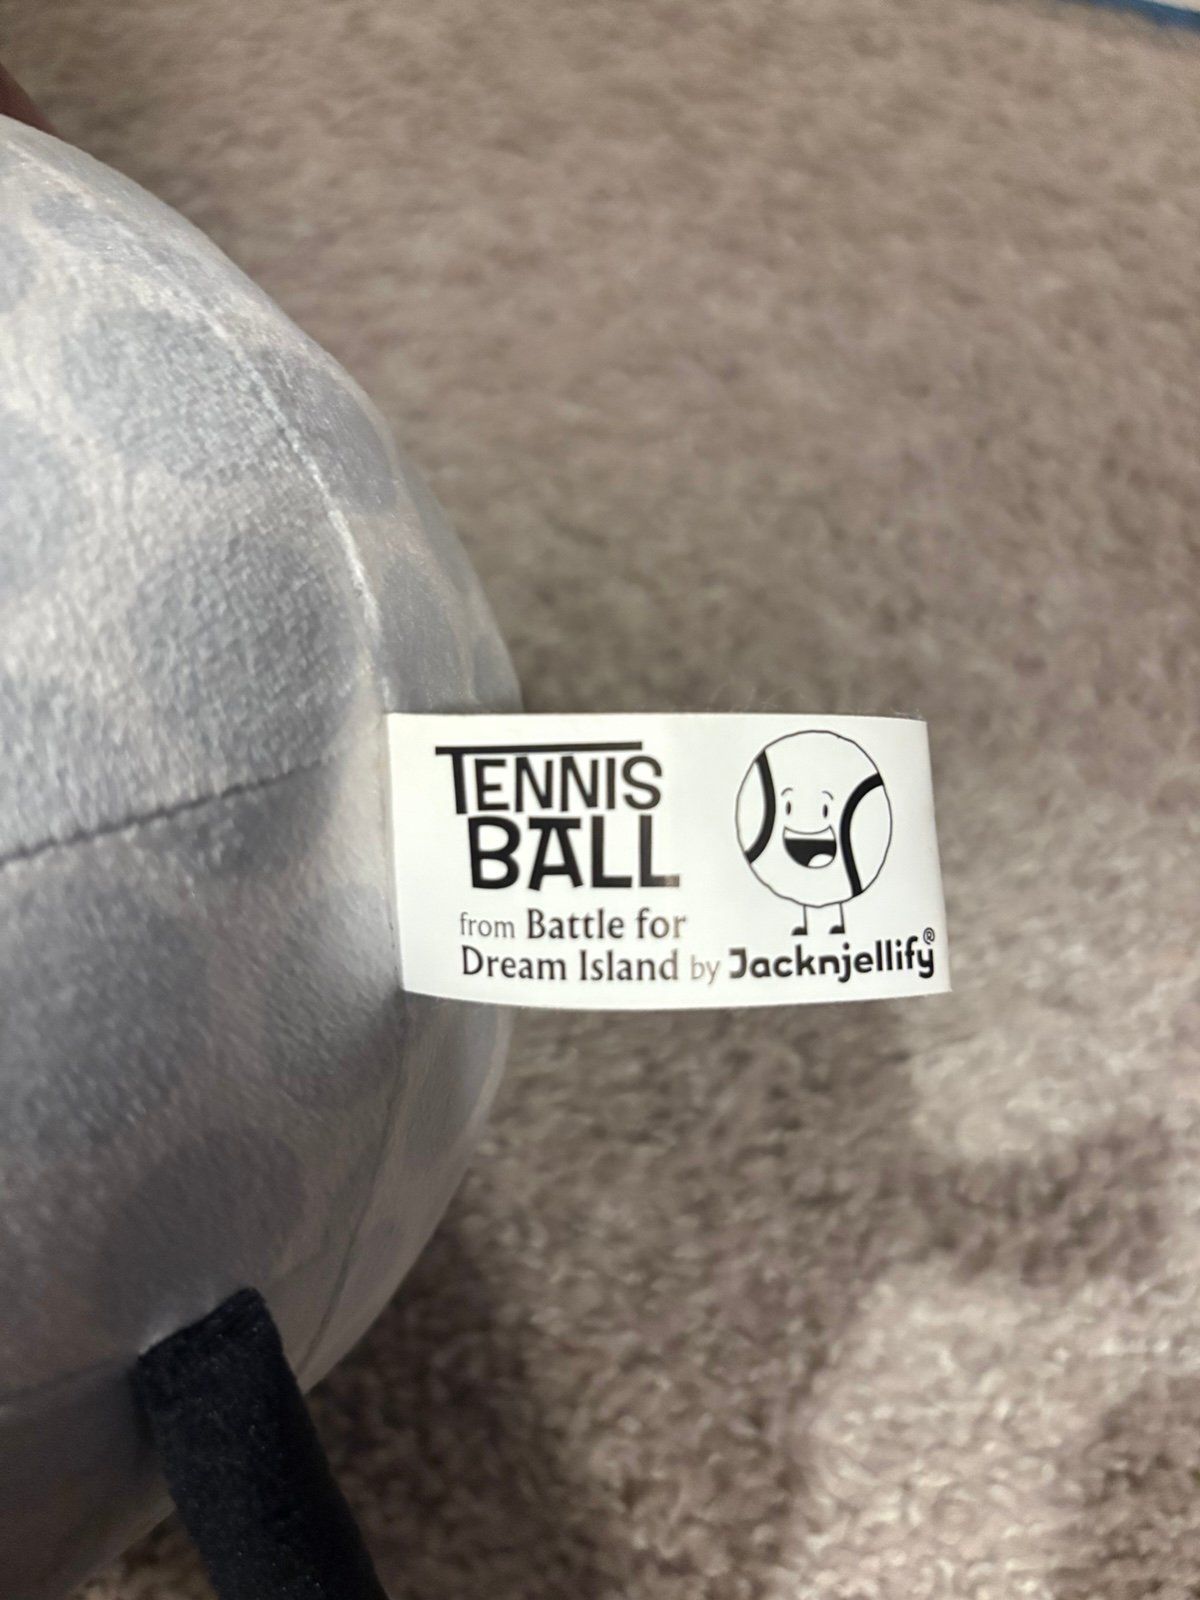 TENNIS
BALL
from Battle for
Dream Island by Jacknjellify®